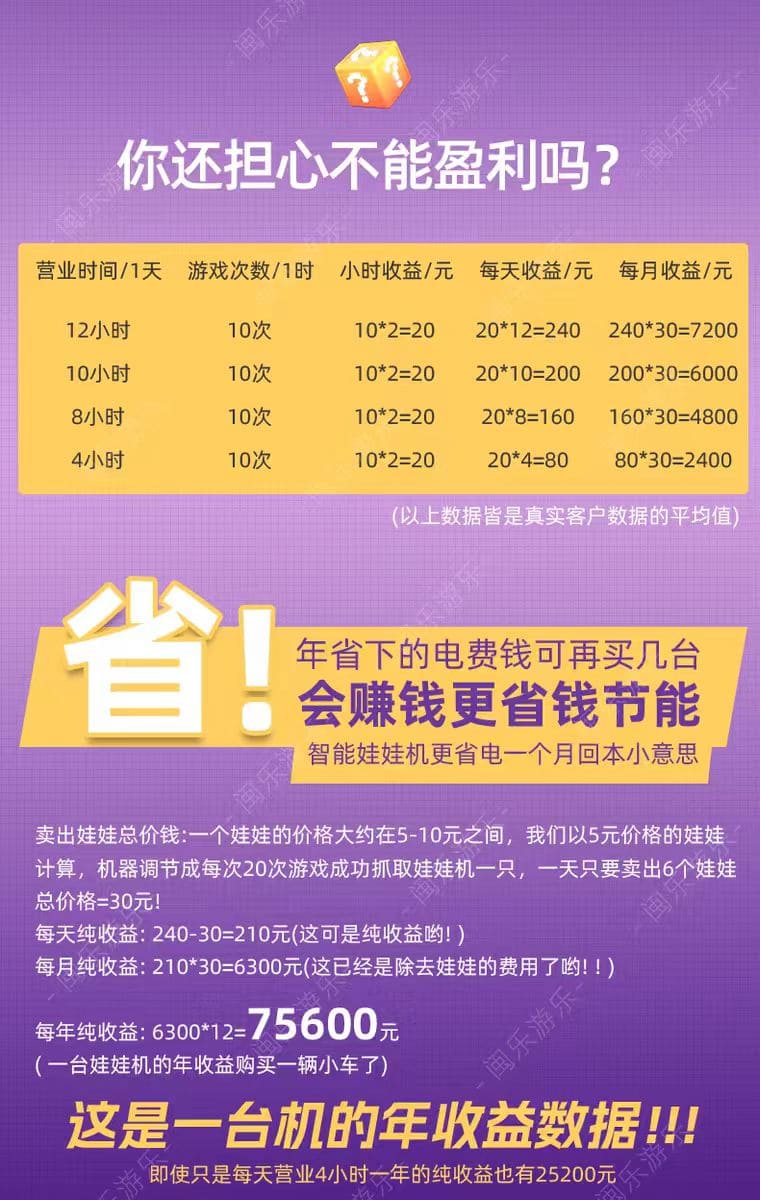 你还担心不能盈利吗?
营业时间/1天 游戏次数/1时 小时收益/元 每天收益/元 每月收益/元
12小时 10次 10*2=20 20*12=240 240*30=7200
10小时 10次 10*2=20 20*10=200 200*30=6000
8小时 10次 10*2=20 20*8=160 160*30=4800
4小时 10次 10*2=20 20*4=80 80*30=2400
(以上数据皆是真实客户数据的平均值)
省!
年省下的电费钱可再买几台
会赚钱更省钱节能
智能娃娃机更省电一个月回本小意思
卖出娃娃总价钱:一个娃娃的价格大约在5-10元之间，我们以5元价格的娃娃
计算，机器调节成每次20次游戏成功抓取娃娃机一只，一天只要卖出6个娃娃
总价格=30元!
每天纯收益: 240-30=210元(这可是纯收益哟! )
每月纯收益: 210*30=6300元(这已经是除去娃娃的费用了哟! ! )
每年纯收益: 6300*12=75600元
( 一台娃娃机的年收益购买一辆小车了)
这是一台机的年收益数据!!!
即使只是每天营业4小时一年的纯收益也有25200元
-闽乐游乐-